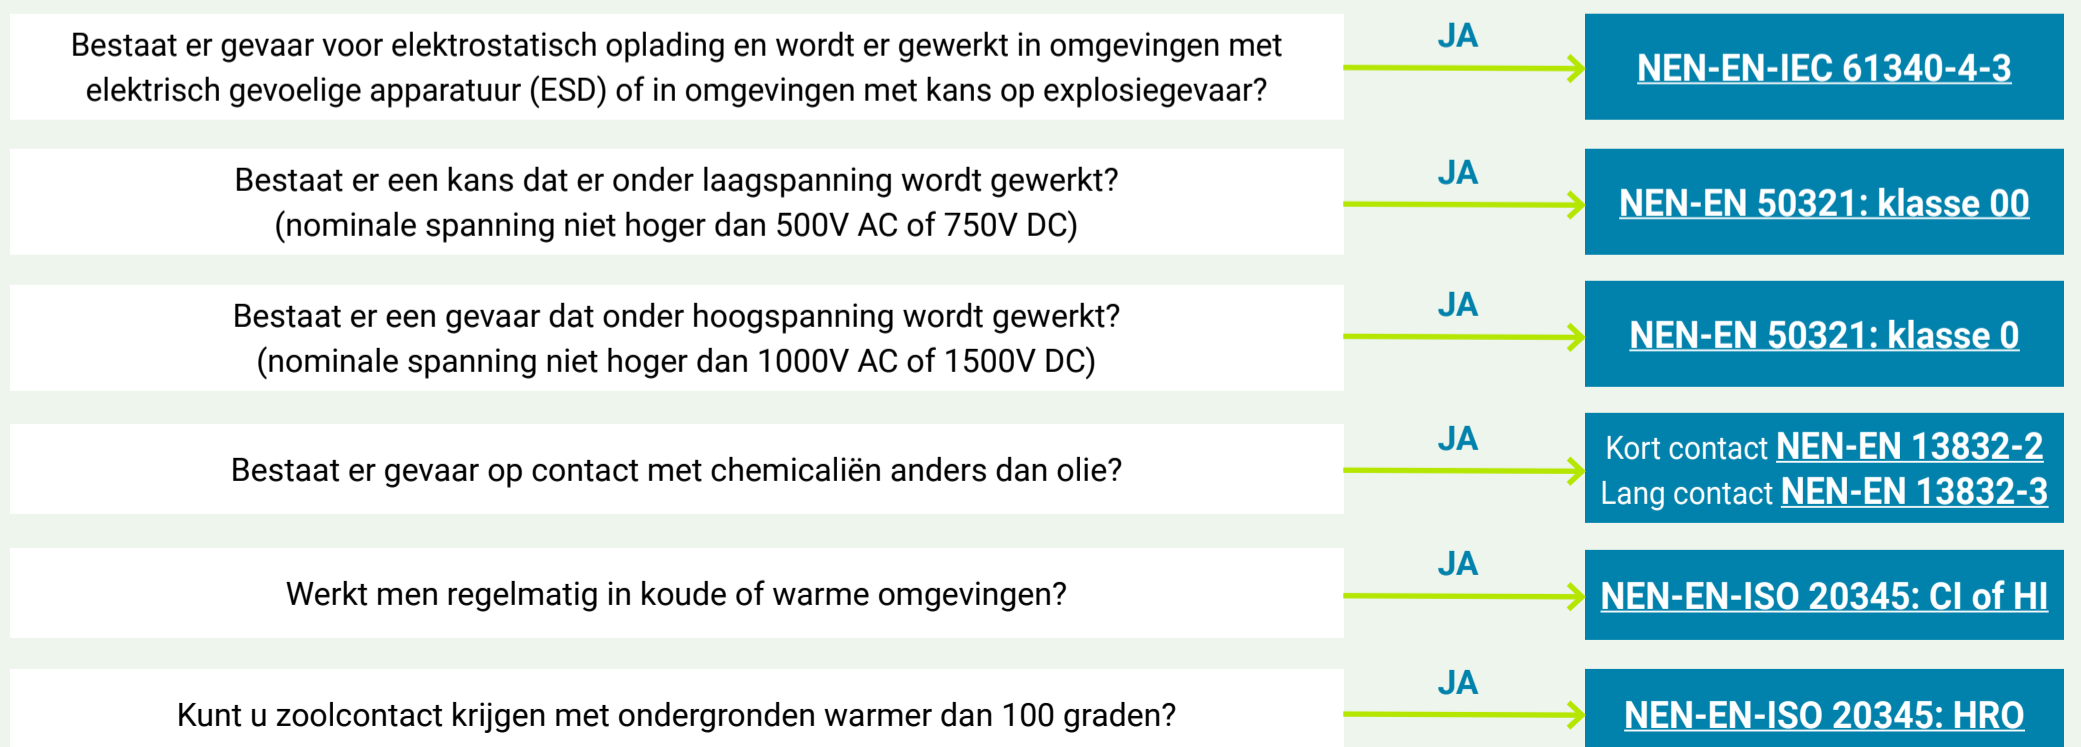 Bestaat er gevaar voor elektrostatisch oplading en wordt er gewerkt in omgevingen met
elektrisch gevoelige apparatuur (ESD) of in omgevingen met kans op explosiegevaar?
JA
NEN-EN-IEC 61340-4-3
Bestaat er een kans dat er onder laagspanning wordt gewerkt?
(nominale spanning niet hoger dan 500V AC of 750V DC)
JA
NEN-EN 50321: klasse 00
Bestaat er een gevaar dat onder hoogspanning wordt gewerkt?
(nominale spanning niet hoger dan 1000V AC of 1500V DC)
JA
NEN-EN 50321: klasse 0
Bestaat er gevaar op contact met chemicaliën anders dan olie?
JA
Kort contact NEN-EN 13832-2
Lang contact NEN-EN 13832-3
Werkt men regelmatig in koude of warme omgevingen?
JA
NEN-EN-ISO 20345: CI of HI
Kunt u zoolcontact krijgen met ondergronden warmer dan 100 graden?
JA
NEN-EN-ISO 20345: HRO